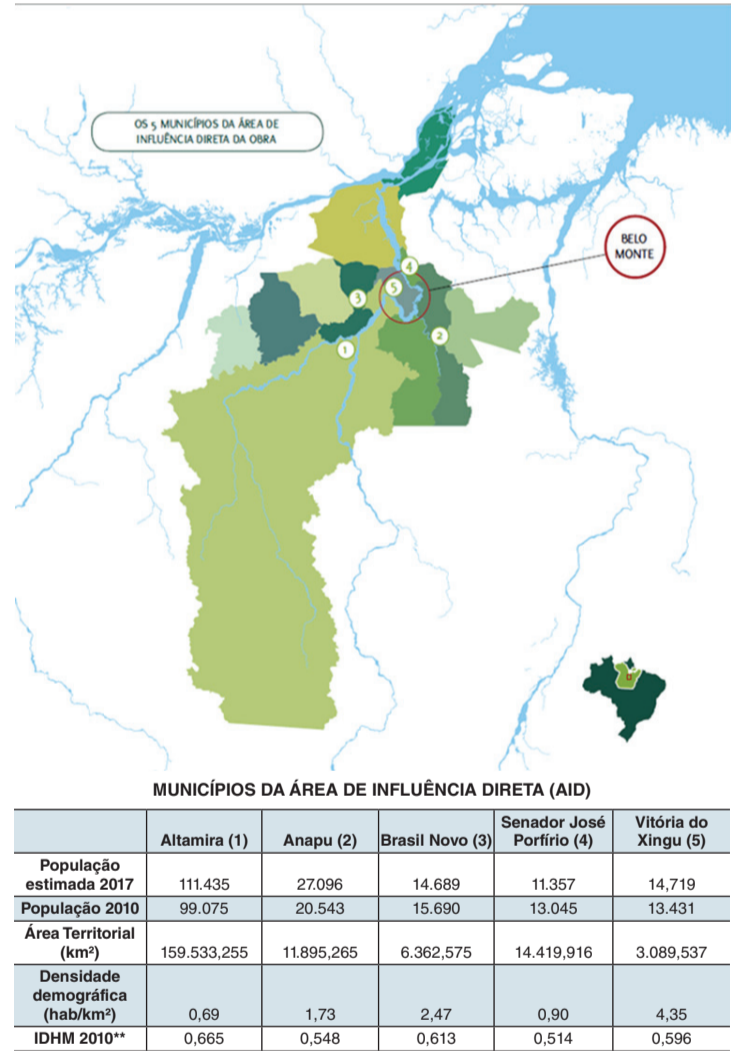 OS 5 MUNICÍPIOS DA ÁREA DE
INFLUÊNCIA DIRETA DA OBRA
BELO
MONTE
4
5
3
2
1
MUNICÍPIOS DA ÁREA DE INFLUÊNCIA DIRETA (AID)
Altamira (1) Anapu (2) Brasil Novo (3) Senador José Porfírio (4) Vitória do Xingu (5)
População estimada 2017 111.435 27.096 14.689 11.357 14,719
População 2010 99.075 20.543 15.690 13.045 13.431
Área Territorial (km²) 159.533,255 11.895,265 6.362,575 14.419,916 3.089,537
Densidade demográfica (hab/km²) 0,69 1,73 2,47 0,90 4,35
IDHM 2010** 0,665 0,548 0,613 0,514 0,596